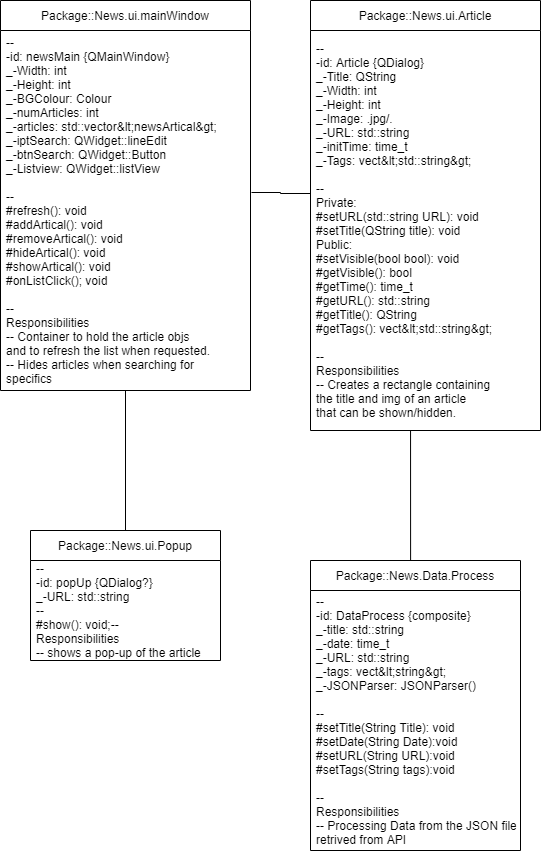 Package::News.ui.mainWindow
--
-id: newsMain {QMainWindow}
_-Width: int
_-Height: int
_-BGColour: Colour
_-numArticles: int
_-articles: std::vector&lt;newsArtical&gt;
_-iptSearch: QWidget::lineEdit
_-btnSearch: QWidget::Button
_-Listview: QWidget::listView
--
#refresh(): void
#addArtical(): void
#removeArtical(): void
#hideArtical(): void
#showArtical(): void
#onListClick(); void
--
Responsibilities
-- Container to hold the article objs
and to refresh the list when requested.
-- Hides articles when searching for
specifics
Package::News.ui.Article
--
-id: Article {QDialog}
_-Title: QString
_-Width: int
_-Height: int
_-Image: .jpg/.
_-URL: std::string
_-initTime: time_t
_-Tags: vect&lt;std::string&gt;
--
Private:
#setURL(std::string URL): void
#setTitle(QString title): void
Public:
#setVisible(bool bool): void
#getVisible(): bool
#getTime(): time_t
#getURL(): std::string
#getTitle(): QString
#getTags(): vect&lt;std::string&gt;
--
Responsibilities
-- Creates a rectangle containing
the title and img of an article
that can be shown/hidden.
Package::News.ui.Popup
--
-id: popUp {QDialog?}
_-URL: std::string
--
#show(): void;--
Responsibilities
-- shows a pop-up of the article
Package::News.Data.Process
--
-id: DataProcess {composite}
_-title: std::string
_-date: time_t
_-URL: std::string
_-tags: vect&lt;string&gt;
_-JSONParser: JSONParser()
--
#setTitle(String Title): void
#setDate(String Date):void
#setURL(String URL):void
#setTags(String tags):void
--
Responsibilities
-- Processing Data from the JSON file
retrived from API